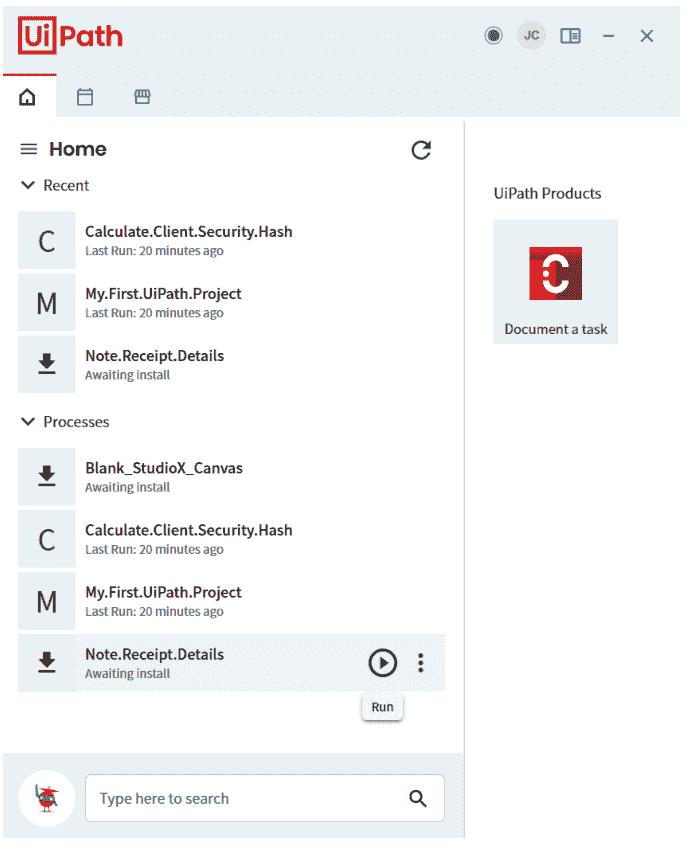 UiPath
JC
Home
Recent
C
Calculate.Client.Security.Hash
Last Run: 20 minutes ago
M
My.First.UiPath.Project
Last Run: 20 minutes ago
Note.Receipt.Details
Awaiting install
Processes
Blank_StudioX_Canvas
Awaiting install
C
Calculate.Client.Security.Hash
Last Run: 20 minutes ago
M
My.First.UiPath.Project
Last Run: 20 minutes ago
Note.Receipt.Details
Awaiting install
Run
Type here to search
UiPath Products
C
Document a task